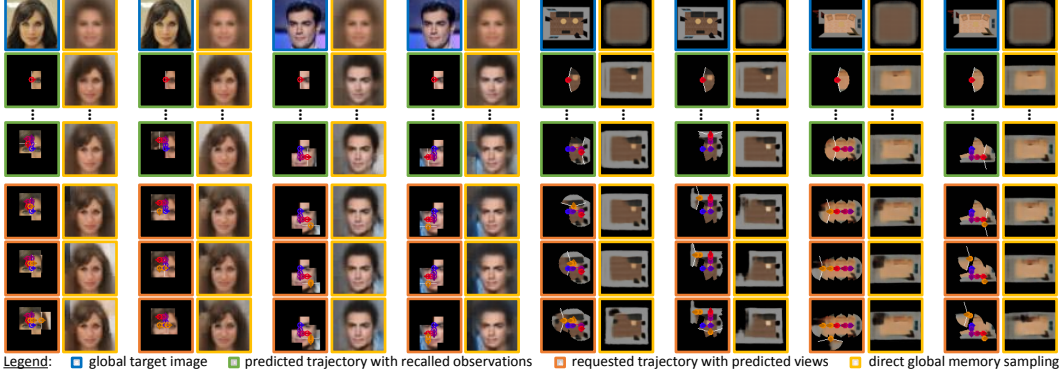 Legend: global target image predicted trajectory with recalled observations requested trajectory with predicted views direct global memory sampling